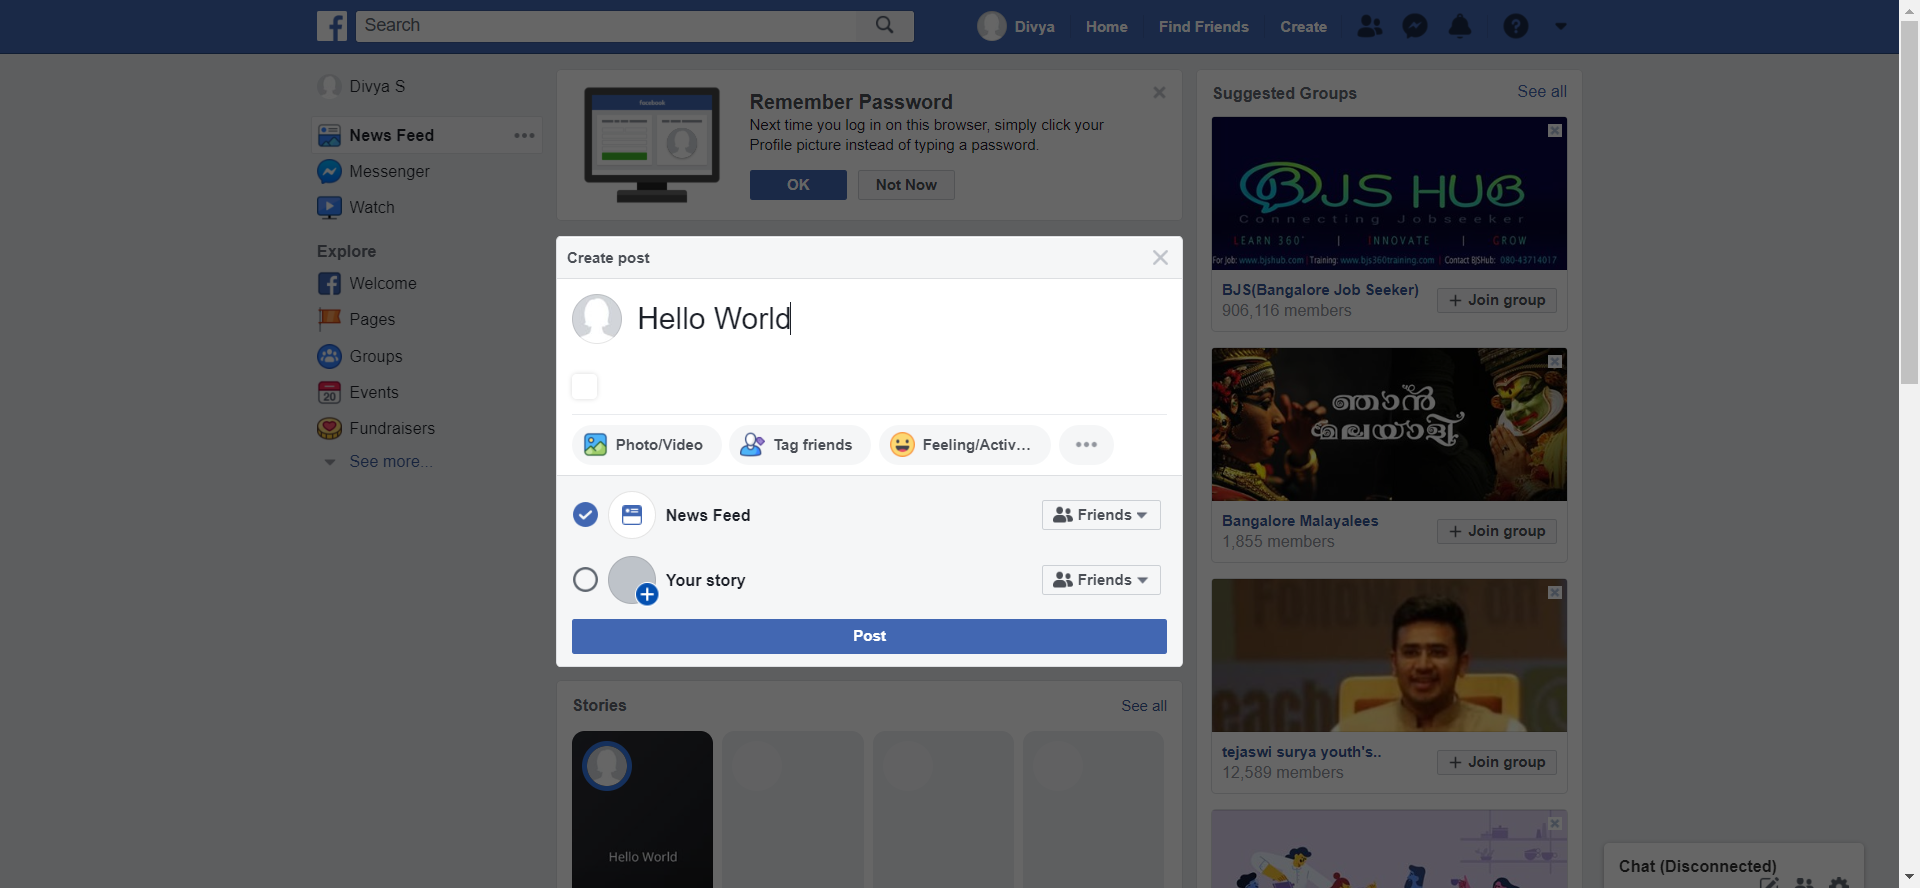 Search
Divya
Home
Find Friends
Create
Divya S
News Feed
Messenger
Watch
Explore
Welcome
Pages
Groups
20
Events
Fundraisers
See more...
facebook
Remember Password
Next time you log in on this browser, simply click your
Profile picture instead of typing a password.
OK
Not Now
Create post
Hello World
Photo/Video
Tag friends
Feeling/Activ...
News Feed
Friends
Your story
Friends
Post
Stories
See all
Hello World
Suggested Groups
See all
BJS HUB
Connecting Jobseeker
LEARN 360° | INNOVATE | GROW
For Job: www.bjshub.com | Training: www.bjs360training.com | Contact BJSHub: 080-43714017
BJS(Bangalore Job Seeker)
906,116 members
+ Join group
ഞാൻ
മലയാളി
Bangalore Malayalees
1,855 members
+ Join group
each
tejaswi surya youth's..
12,589 members
+ Join group
Chat (Disconnected)